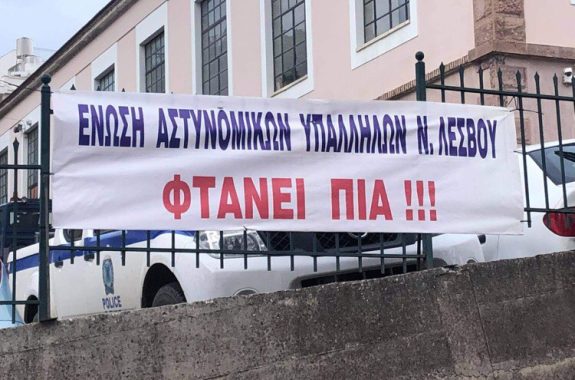 ΕΝΩΣΗ ΑΣΤΥΝΟΜΙΚΩΝ ΥΠΑΛΛΗΛΩΝ Ν. ΛΕΣΒΟΥ
ΦΤΑΝΕΙ ΠΙΑ !!!
POLICE